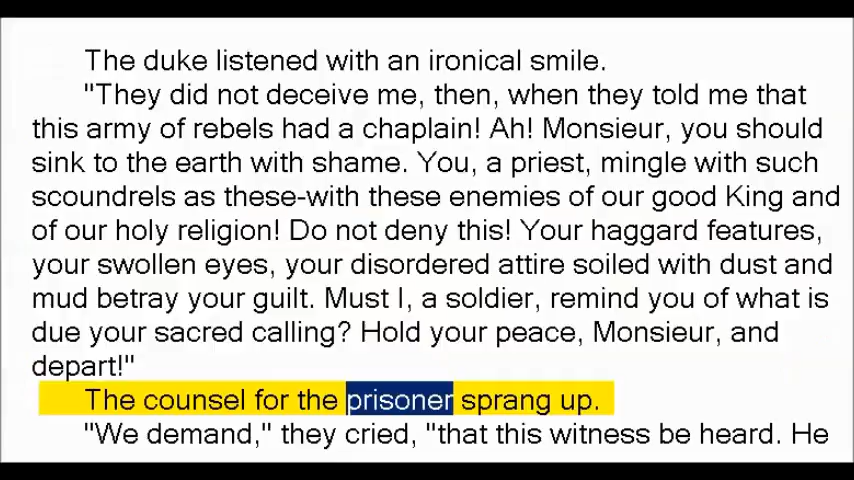 The duke listened with an ironical smile.
"They did not deceive me, then, when they told me that
this army of rebels had a chaplain! Ah! Monsieur, you should
sink to the earth with shame. You, a priest, mingle with such
scoundrels as these-with these enemies of our good King and
of our holy religion! Do not deny this! Your haggard features,
your swollen eyes, your disordered attire soiled with dust and
mud betray your guilt. Must I, a soldier, remind you of what is
due your sacred calling? Hold your peace, Monsieur, and
depart!"
The counsel for the prisoner sprang up.
"We demand," they cried, "that this witness be heard. He